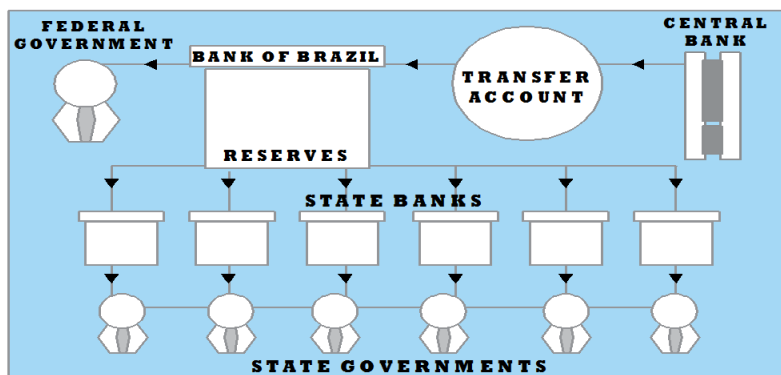 FEDERAL
GOVERNMENT
BANK OF BRAZIL
TRANSFER
ACCOUNT
CENTRAL
BANK
RESERVES
STATE BANKS
STATE GOVERNMENTS